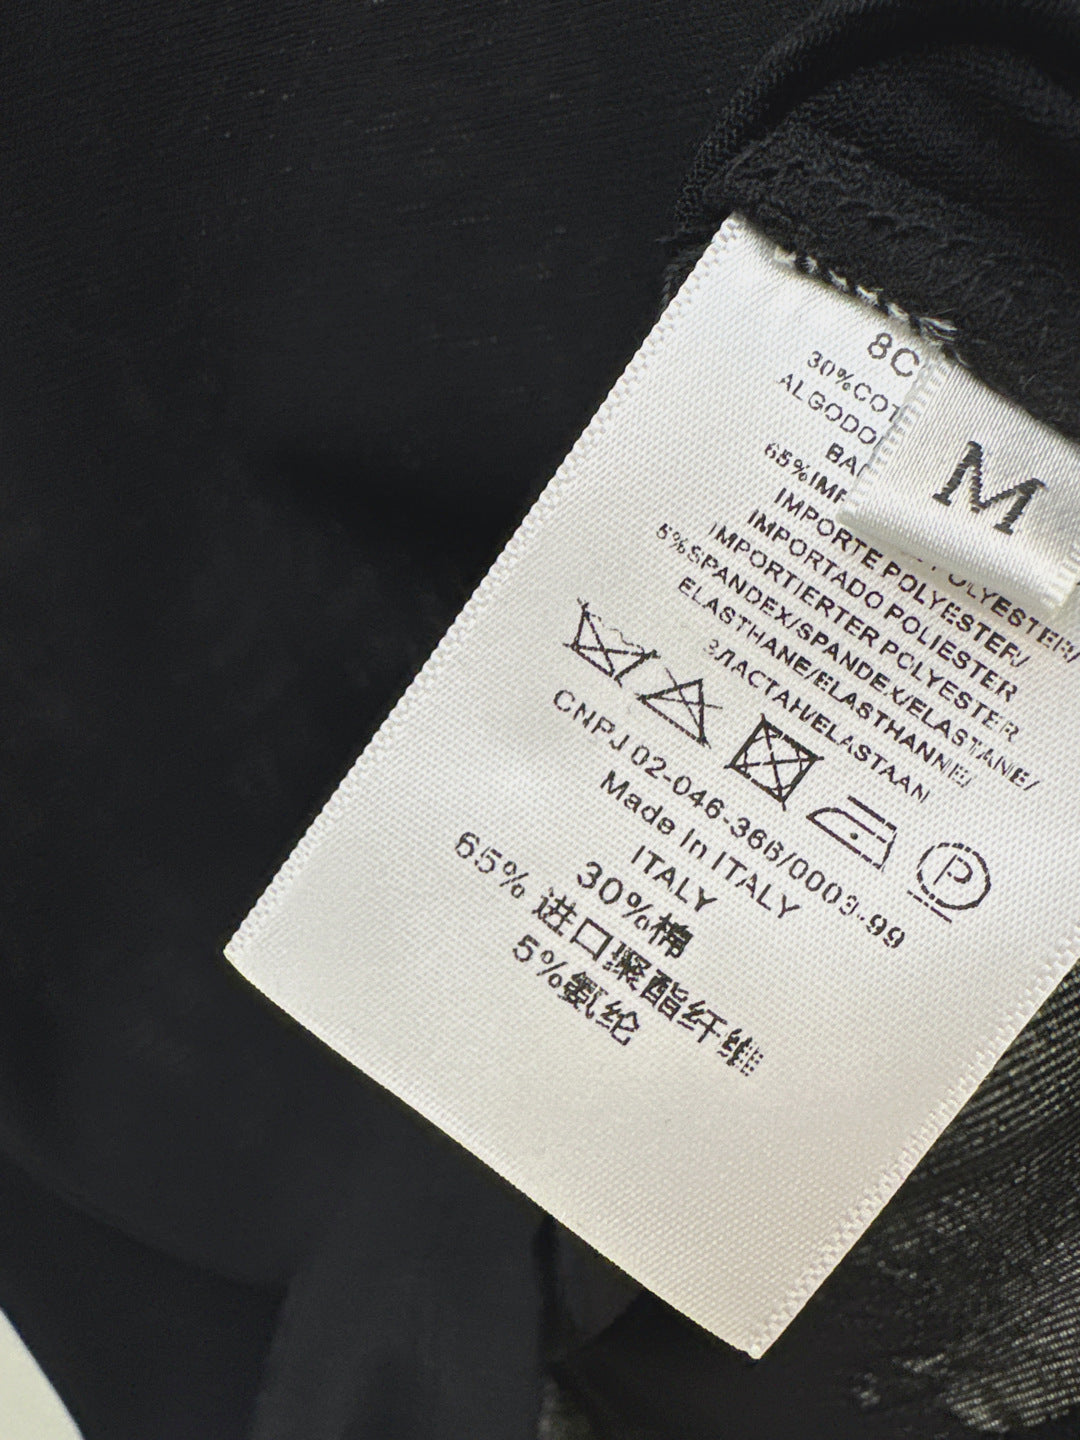 8C
30%COT
ALGODO
BA
65%IMP
M
POLYESTER/
IMPORTE POLYESTER/
IMPORTADO POLIESTER
IMPORTIERTER POLYESTER
5%SPANDEX/SPANDEX/ELASTANE/
ELASTHANE/ELASTHANNE/
ЭЛАСТАН/ELASTAAN
P
CNPJ 02-046-366/0003-99
Made In ITALY
ITALY
30%棉
65% 进口聚酯纤维
5%氨纶